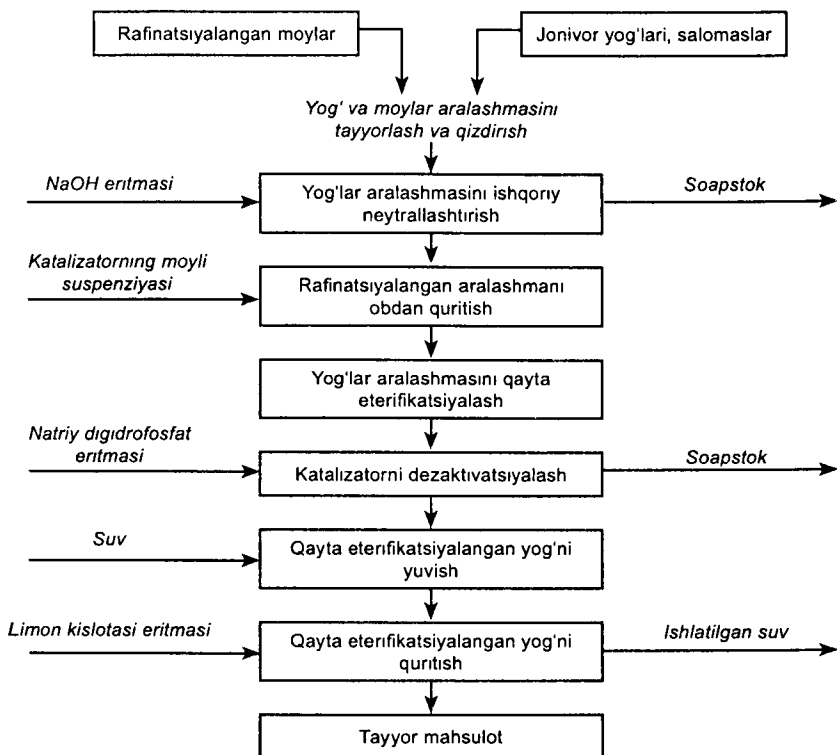 Rafinatsiyalangan moylar
Jonivor yog‘lari, salomaslar
Yog‘ va moylar aralashmasini
tayyorlash va qizdirish
NaOH eritmasi
Yog‘lar aralashmasini ishqoriy
neytrallashtirish
Soapstok
Katalizatorning moyli
suspenziyasi
Rafinatsiyalangan aralashmani
obdan quritish
Yog‘lar aralashmasini qayta
eterifikatsiyalash
Natriy digidrofosfat
eritmasi
Katalizatorni dezaktivatsiyalash
Soapstok
Suv
Qayta eterifikatsiyalangan yog‘ni
yuvish
Limon kislotasi eritmasi
Qayta eterifikatsiyalangan yog‘ni
quritish
Ishlatilgan suv
Tayyor mahsulot